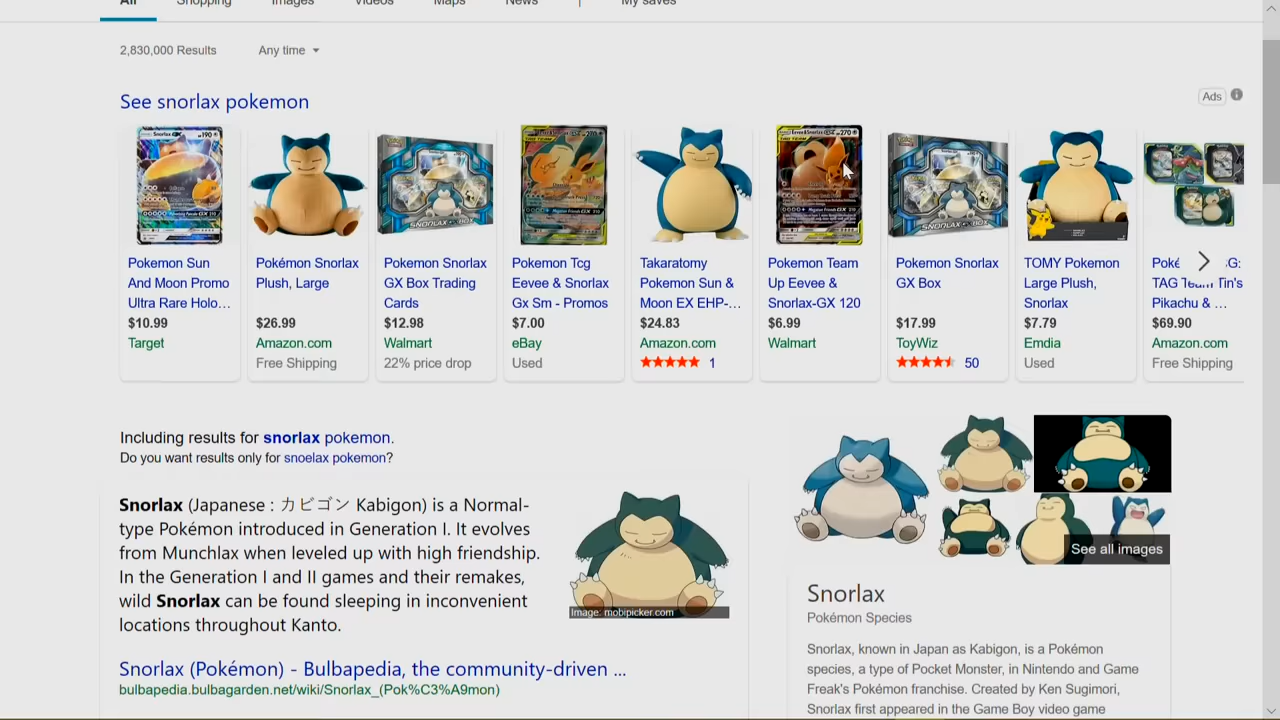 All Shopping Images Videos Maps News | My saves
2,830,000 Results Any time
See snorlax pokemon
Ads
Pokemon Sun
And Moon Promo
Ultra Rare Holo…
$10.99
Target
Pokémon Snorlax
Plush, Large
$26.99
Amazon.com
Free Shipping
Pokemon Snorlax
GX Box Trading
Cards
$12.98
Walmart
22% price drop
Pokemon Tcg
Eevee & Snorlax
Gx Sm - Promos
$7.00
eBay
Used
Takaratomy
Pokemon Sun &
Moon EX EHP-…
$24.83
Amazon.com
1
Pokemon Team
Up Eevee &
Snorlax-GX 120
$6.99
Walmart
Pokemon Snorlax
GX Box
$17.99
ToyWiz
50
TOMY Pokemon
Large Plush,
Snorlax
$7.79
Emdia
Used
G:
TAG Team Tin's
Pikachu & …
$69.90
Amazon.com
Free Shipping
Including results for snorlax pokemon.
Do you want results only for snoelax pokemon?
Snorlax (Japanese : カビゴン Kabigon) is a Normal-
type Pokémon introduced in Generation I. It evolves
from Munchlax when leveled up with high friendship.
In the Generation I and II games and their remakes,
wild Snorlax can be found sleeping in inconvenient
locations throughout Kanto.
Image: mobipicker.com
Snorlax (Pokémon) - Bulbapedia, the community-driven ...
bulbapedia.bulbagarden.net/wiki/Snorlax_(Pok%C3%A9mon)
See all images
Snorlax
Pokémon Species
Snorlax, known in Japan as Kabigon, is a Pokémon
species, a type of Pocket Monster, in Nintendo and Game
Freak's Pokémon franchise. Created by Ken Sugimori,
Snorlax first appeared in the Game Boy video game